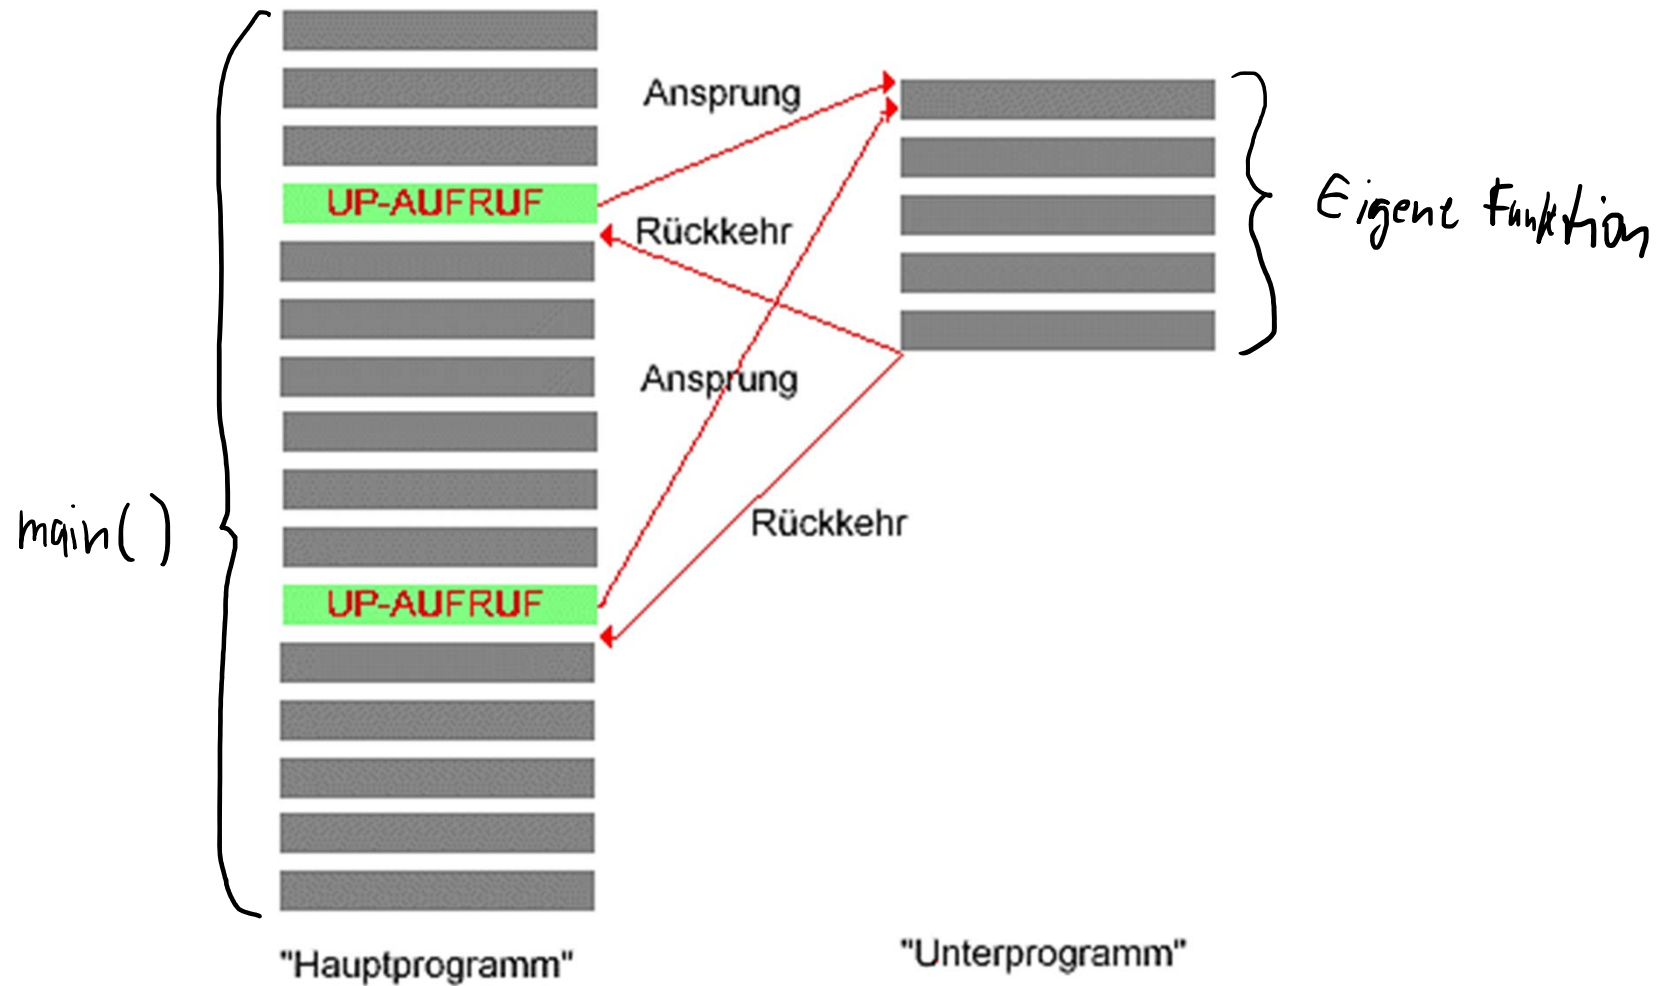 Ansprung
UP-AUFRUF
Rückkehr
Eigene Funktion
Ansprung
main()
Rückkehr
UP-AUFRUF
"Hauptprogramm"
"Unterprogramm"